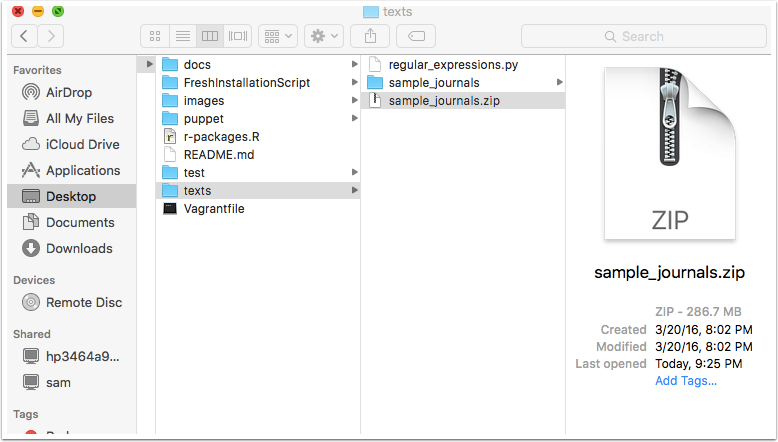 texts
Search
Favorites
AirDrop
All My Files
iCloud Drive
Applications
Desktop
Documents
Downloads
Devices
Remote Disc
Shared
hp3464a9...
sam
Tags
docs
FreshInstallationScript
images
puppet
r-packages.R
README.md
test
texts
Vagrantfile
regular_expressions.py
sample_journals
sample_journals.zip
ZIP
sample_journals.zip
ZIP - 286.7 MB
Created 3/20/16, 8:02 PM
Modified 3/20/16, 8:02 PM
Last opened Today, 9:25 PM
Add Tags...